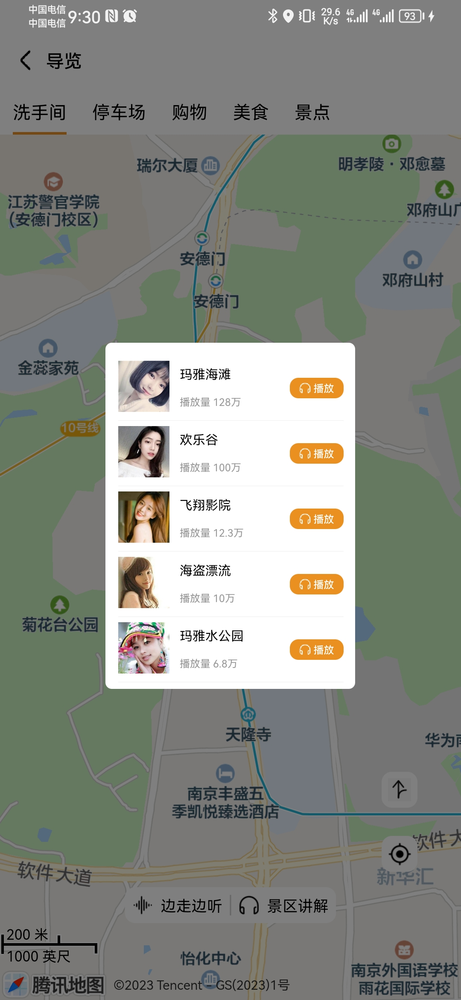 中国电信
中国电信
9:30
29.6
K/s
4G
4G
93
导览
洗手间 停车场 购物 美食 景点
瑞尔大厦
明孝陵·邓愈墓
江苏警官学院
(安德门校区)
邓府山广
安德门
邓府山村
安德门
金蕊家苑
10号线
玛雅海滩
播放量 128万
播放
欢乐谷
播放量 100万
播放
飞翔影院
播放量 12.3万
播放
海盗漂流
播放量 10万
播放
玛雅水公园
播放量 6.8万
播放
菊花台公园
天隆寺
华为南
南京丰盛五
季凯悦臻选酒店
软件大
软件大道
新华汇
边走边听
景区讲解
200 米
1000 英尺
怡化中心
南京外国语学校
雨花国际学校
腾讯地图
©2023 Tencent - GS(2023)1号